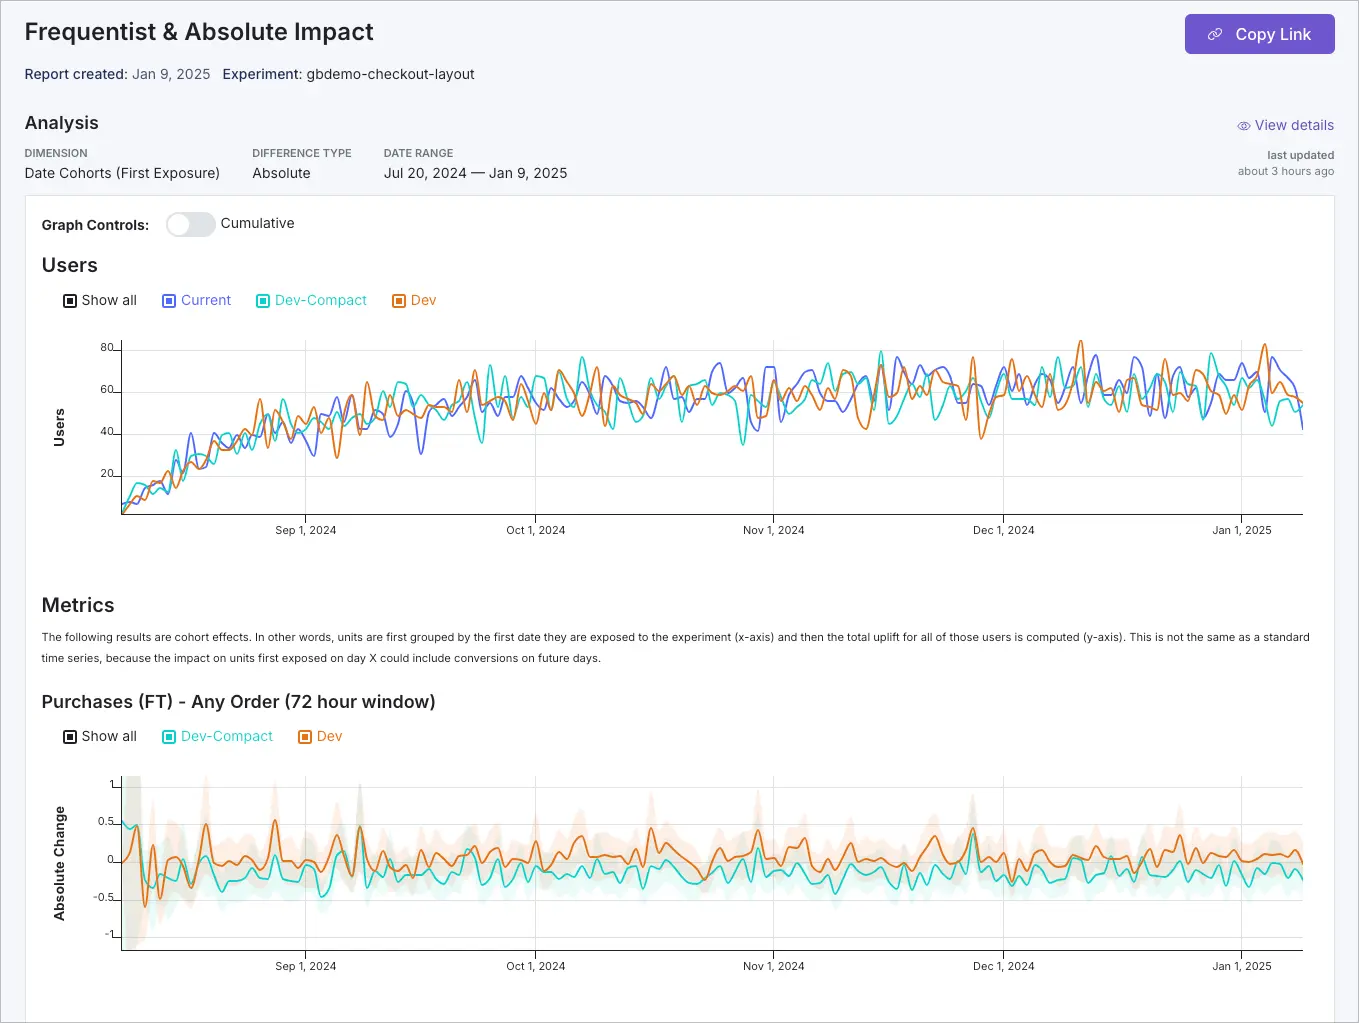 Frequentist & Absolute Impact
Copy Link
Report created: Jan 9, 2025 Experiment: gbdemo-checkout-layout
Analysis
View details
DIMENSION DIFFERENCE TYPE DATE RANGE
last updated
Date Cohorts (First Exposure) Absolute Jul 20, 2024 — Jan 9, 2025
about 3 hours ago
Graph Controls: Cumulative
Users
Show all Current Dev-Compact Dev
80
60
40
20
Users
Sep 1, 2024 Oct 1, 2024 Nov 1, 2024 Dec 1, 2024 Jan 1, 2025
Metrics
The following results are cohort effects. In other words, units are first grouped by the first date they are exposed to the experiment (x-axis) and then the total uplift for all of those users is computed (y-axis). This is not the same as a standard
time series, because the impact on units first exposed on day X could include conversions on future days.
Purchases (FT) - Any Order (72 hour window)
Show all Dev-Compact Dev
1
0.5
0
-0.5
-1
Absolute Change
Sep 1, 2024 Oct 1, 2024 Nov 1, 2024 Dec 1, 2024 Jan 1, 2025